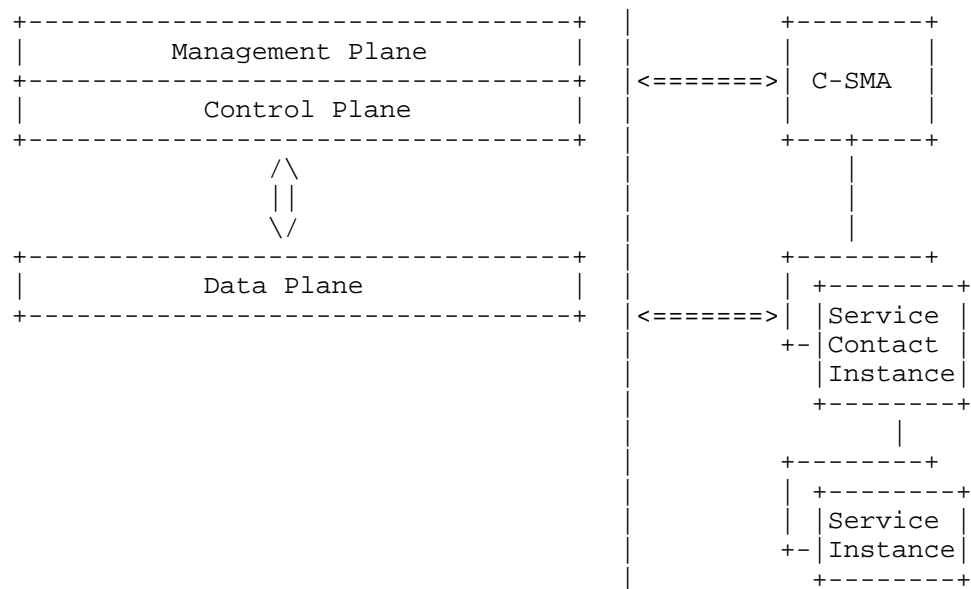 Management Plane
C-SMA
Control Plane
Data Plane
Service
Contact
Instance
Service
Instance